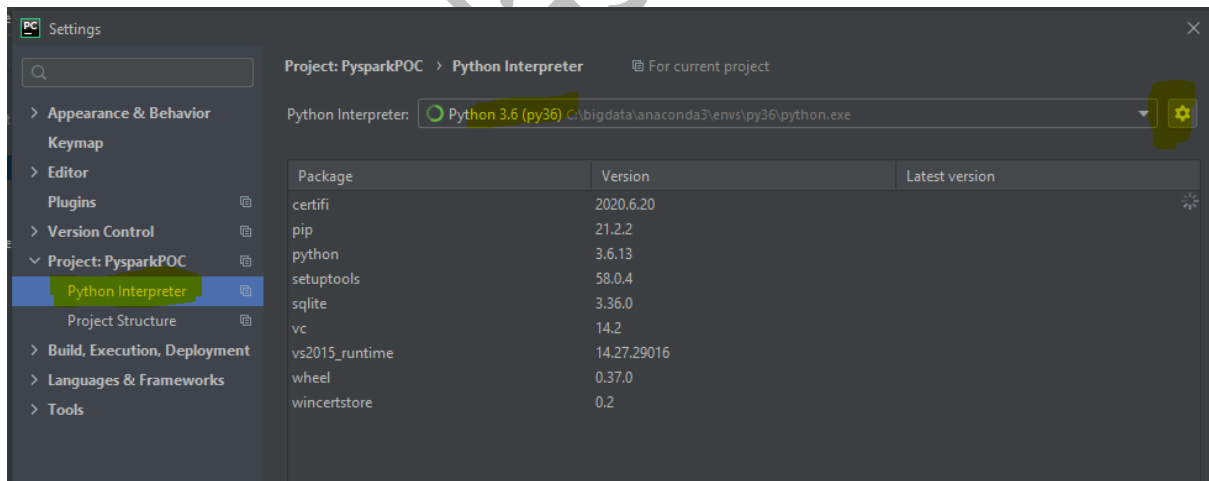 PC Settings
Project: PysparkPOC > Python Interpreter For current project
Python Interpreter: Python 3.6 (py36) C:\bigdata\anaconda3\envs\py36\python.exe
> Appearance & Behavior
Keymap
> Editor
Plugins
> Version Control
Project: PysparkPOC
Python Interpreter
Project Structure
> Build, Execution, Deployment
> Languages & Frameworks
> Tools
Package Version Latest version
certifi 2020.6.20
pip 21.2.2
python 3.6.13
setuptools 58.0.4
sqlite 3.36.0
vc 14.2
vs2015_runtime 14.27.29016
wheel 0.37.0
wincertstore 0.2